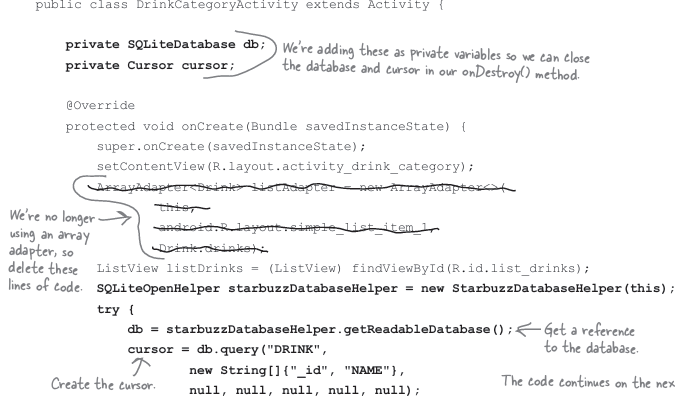 public class DrinkCategoryActivity extends Activity {
private SQLiteDatabase db;
private Cursor cursor;
We're adding these as private variables so we can close
the database and cursor in our onDestroy() method.
@Override
protected void onCreate(Bundle savedInstanceState) {
super.onCreate(savedInstanceState);
setContentView(R.layout.activity_drink_category);
ArrayAdapter<Drink> listAdapter = new ArrayAdapter<>(
this,
android.R.layout.simple_list_item_1,
Drink.drinks);
We're no longer
using an array
adapter, so
delete these
lines of code.
ListView listDrinks = (ListView) findViewById(R.id.list_drinks);
SQLiteOpenHelper starbuzzDatabaseHelper = new StarbuzzDatabaseHelper(this);
try {
db = starbuzzDatabaseHelper.getReadableDatabase();
Get a reference
to the database.
cursor = db.query("DRINK",
Create the cursor.
new String[]{"_id", "NAME"},
null, null, null, null, null);
The code continues on the nex